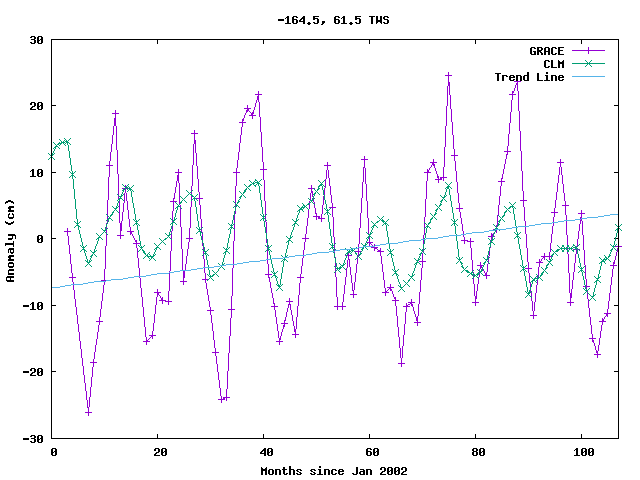 -164.5, 61.5 TWS
GRACE
CLM
Trend Line
30
20
10
0
-10
-20
-30
Anomaly (cm)
0 20 40 60 80 100
Months since Jan 2002